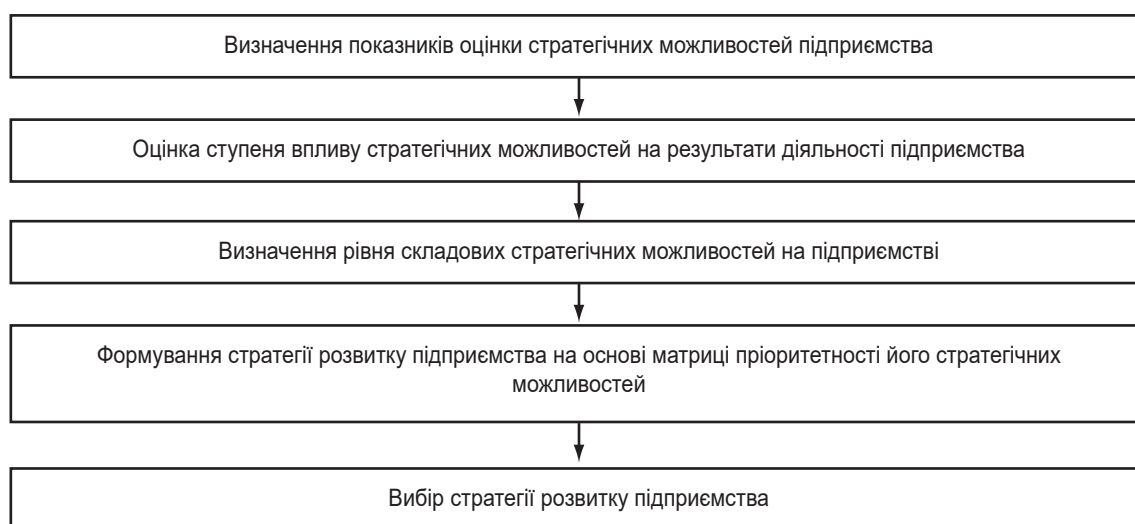 Визначення показників оцінки стратегічних можливостей підприємства
Оцінка ступеня впливу стратегічних можливостей на результати діяльності підприємства
Визначення рівня складових стратегічних можливостей на підприємстві
Формування стратегії розвитку підприємства на основі матриці пріоритетності його стратегічних
можливостей
Вибір стратегії розвитку підприємства